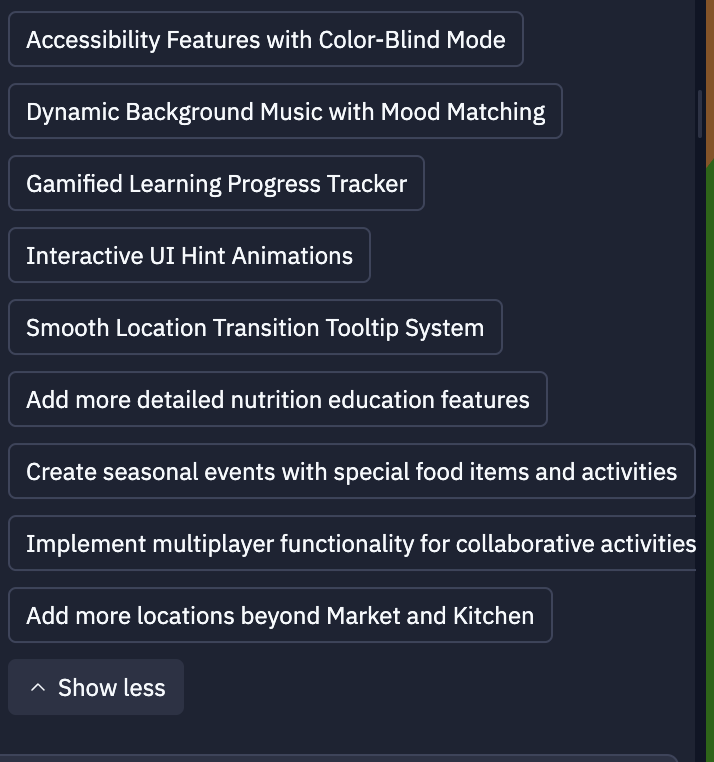 Accessibility Features with Color-Blind Mode
Dynamic Background Music with Mood Matching
Gamified Learning Progress Tracker
Interactive UI Hint Animations
Smooth Location Transition Tooltip System
Add more detailed nutrition education features
Create seasonal events with special food items and activities
Implement multiplayer functionality for collaborative activities
Add more locations beyond Market and Kitchen
Show less